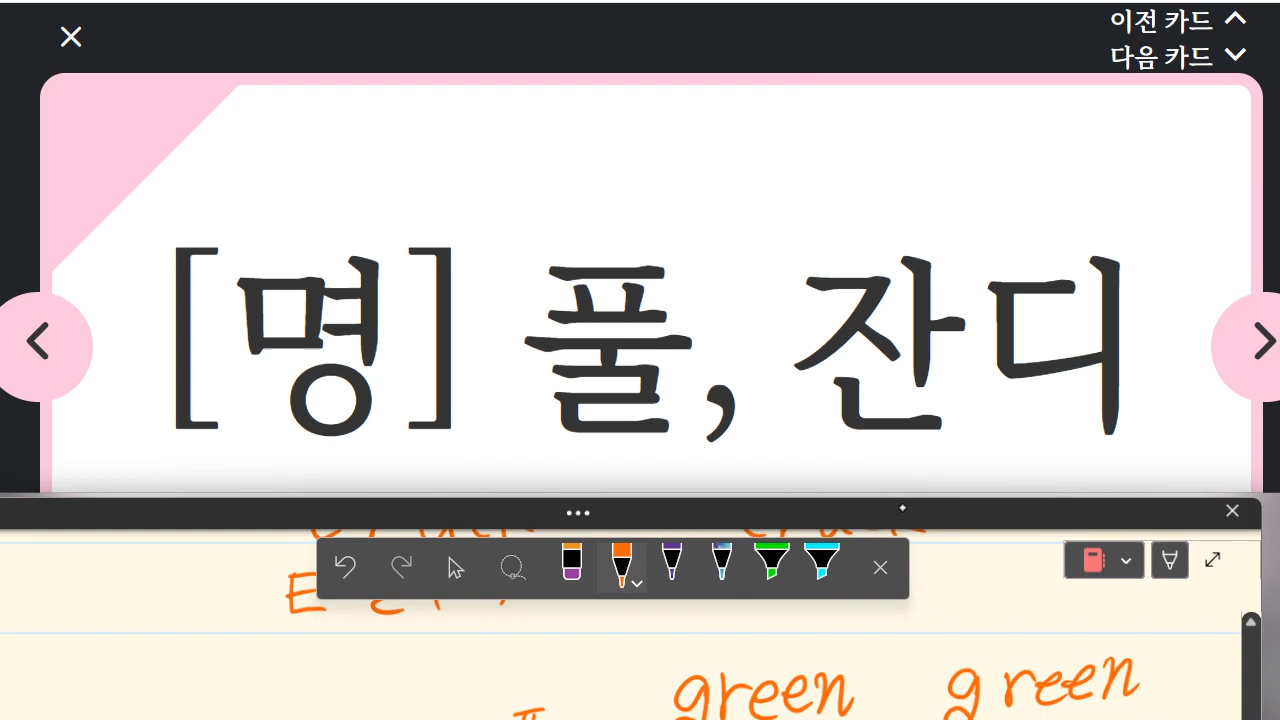 이전 카드
다음 카드
[명] 풀, 잔디
green green